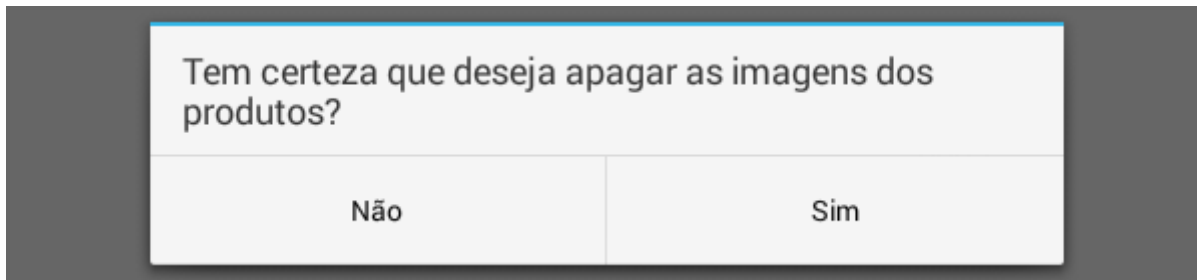 Tem certeza que deseja apagar as imagens dos
produtos?
Não
Sim